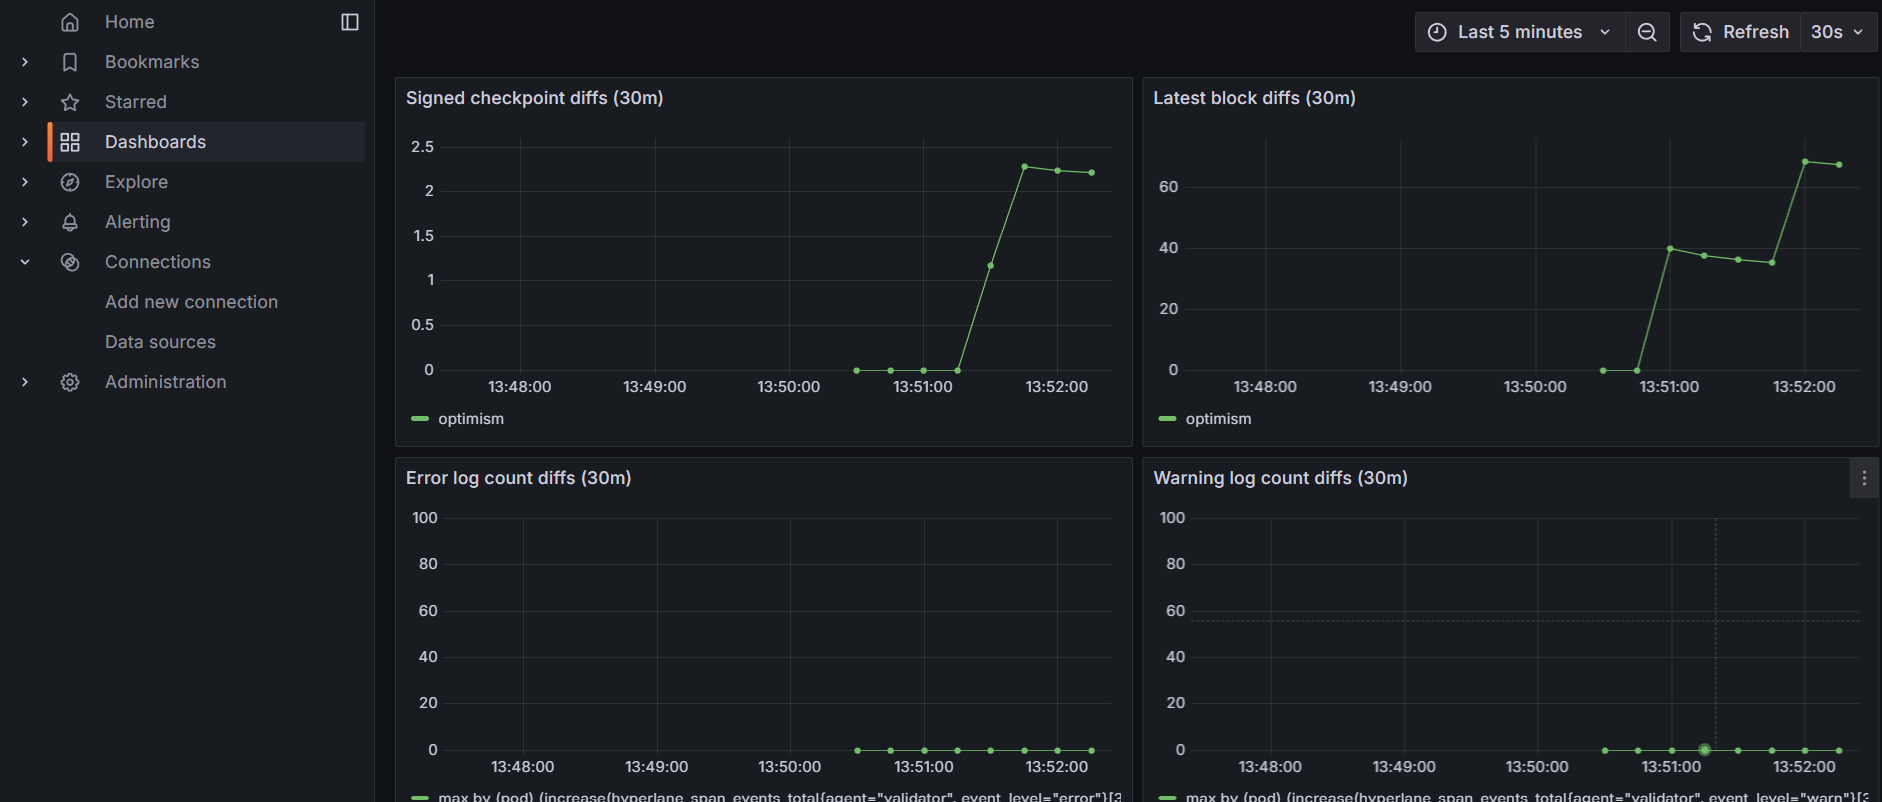 Home
Bookmarks
Starred
Dashboards
Explore
Alerting
Connections
Add new connection
Data sources
Administration
Last 5 minutes
Refresh
30s
Signed checkpoint diffs (30m)
2.5
2
1.5
1
0.5
0
13:48:00 13:49:00 13:50:00 13:51:00 13:52:00
optimism
Latest block diffs (30m)
60
40
20
0
13:48:00 13:49:00 13:50:00 13:51:00 13:52:00
optimism
Error log count diffs (30m)
100
80
60
40
20
0
13:48:00 13:49:00 13:50:00 13:51:00 13:52:00
max by (pod) (increase(hyperlane_span_events_total{agent="validator", event_level="error"}[3
Warning log count diffs (30m)
100
80
60
40
20
0
13:48:00 13:49:00 13:50:00 13:51:00 13:52:00
max by (pod) (increase(hyperlane_span_events_total{agent="validator", event_level="warn"}[3